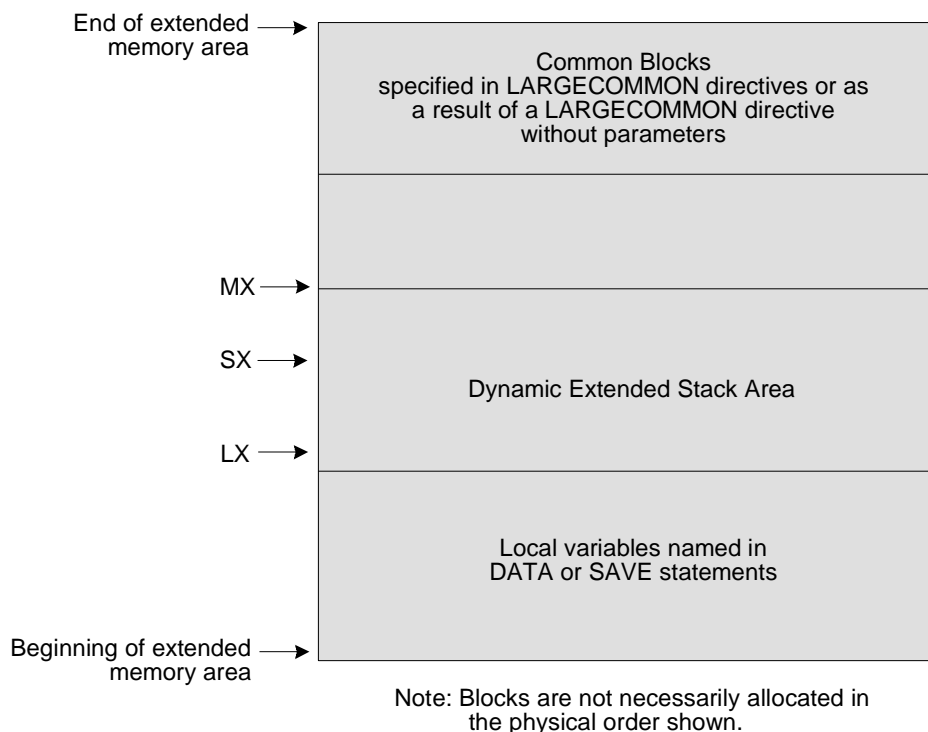 End of extended
memory area
Common Blocks
specified in LARGECOMMON directives or as
a result of a LARGECOMMON directive
without parameters
MX
SX
Dynamic Extended Stack Area
LX
Local variables named in
DATA or SAVE statements
Beginning of extended
memory area
Note: Blocks are not necessarily allocated in
the physical order shown.